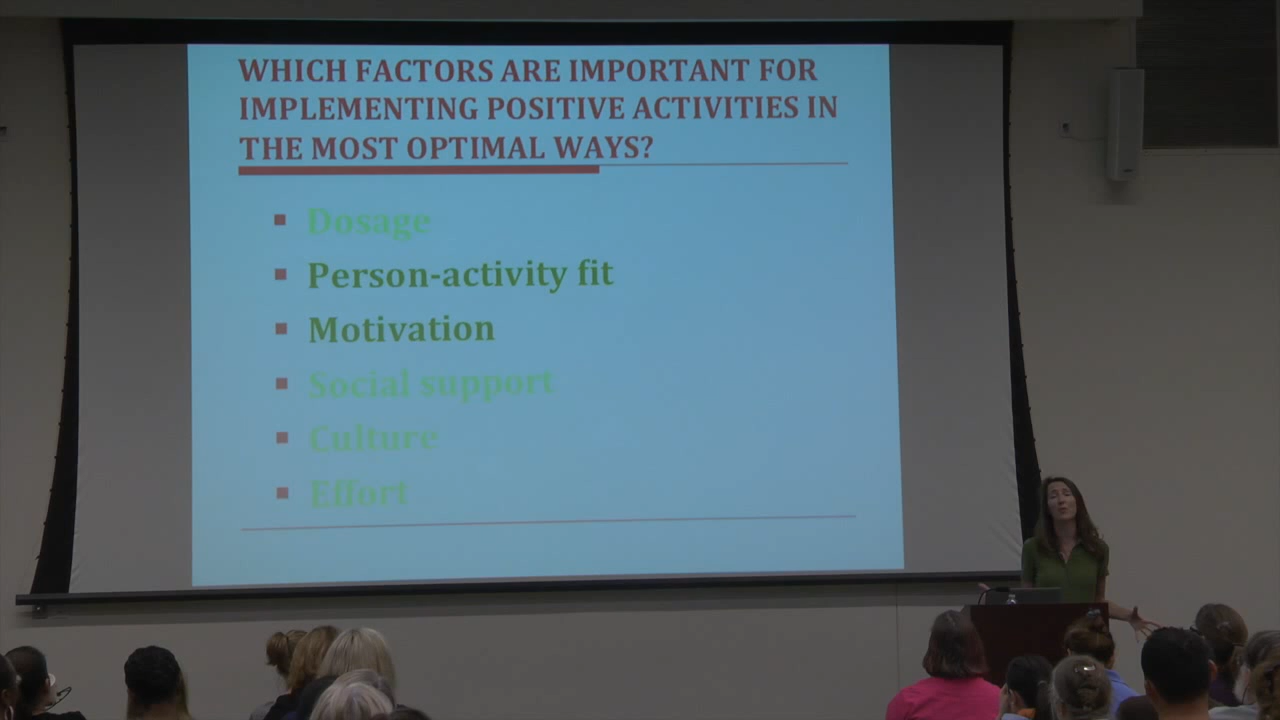 WHICH FACTORS ARE IMPORTANT FOR
IMPLEMENTING POSITIVE ACTIVITIES IN
THE MOST OPTIMAL WAYS?
Dosage
Person-activity fit
Motivation
Social support
Culture
Effort